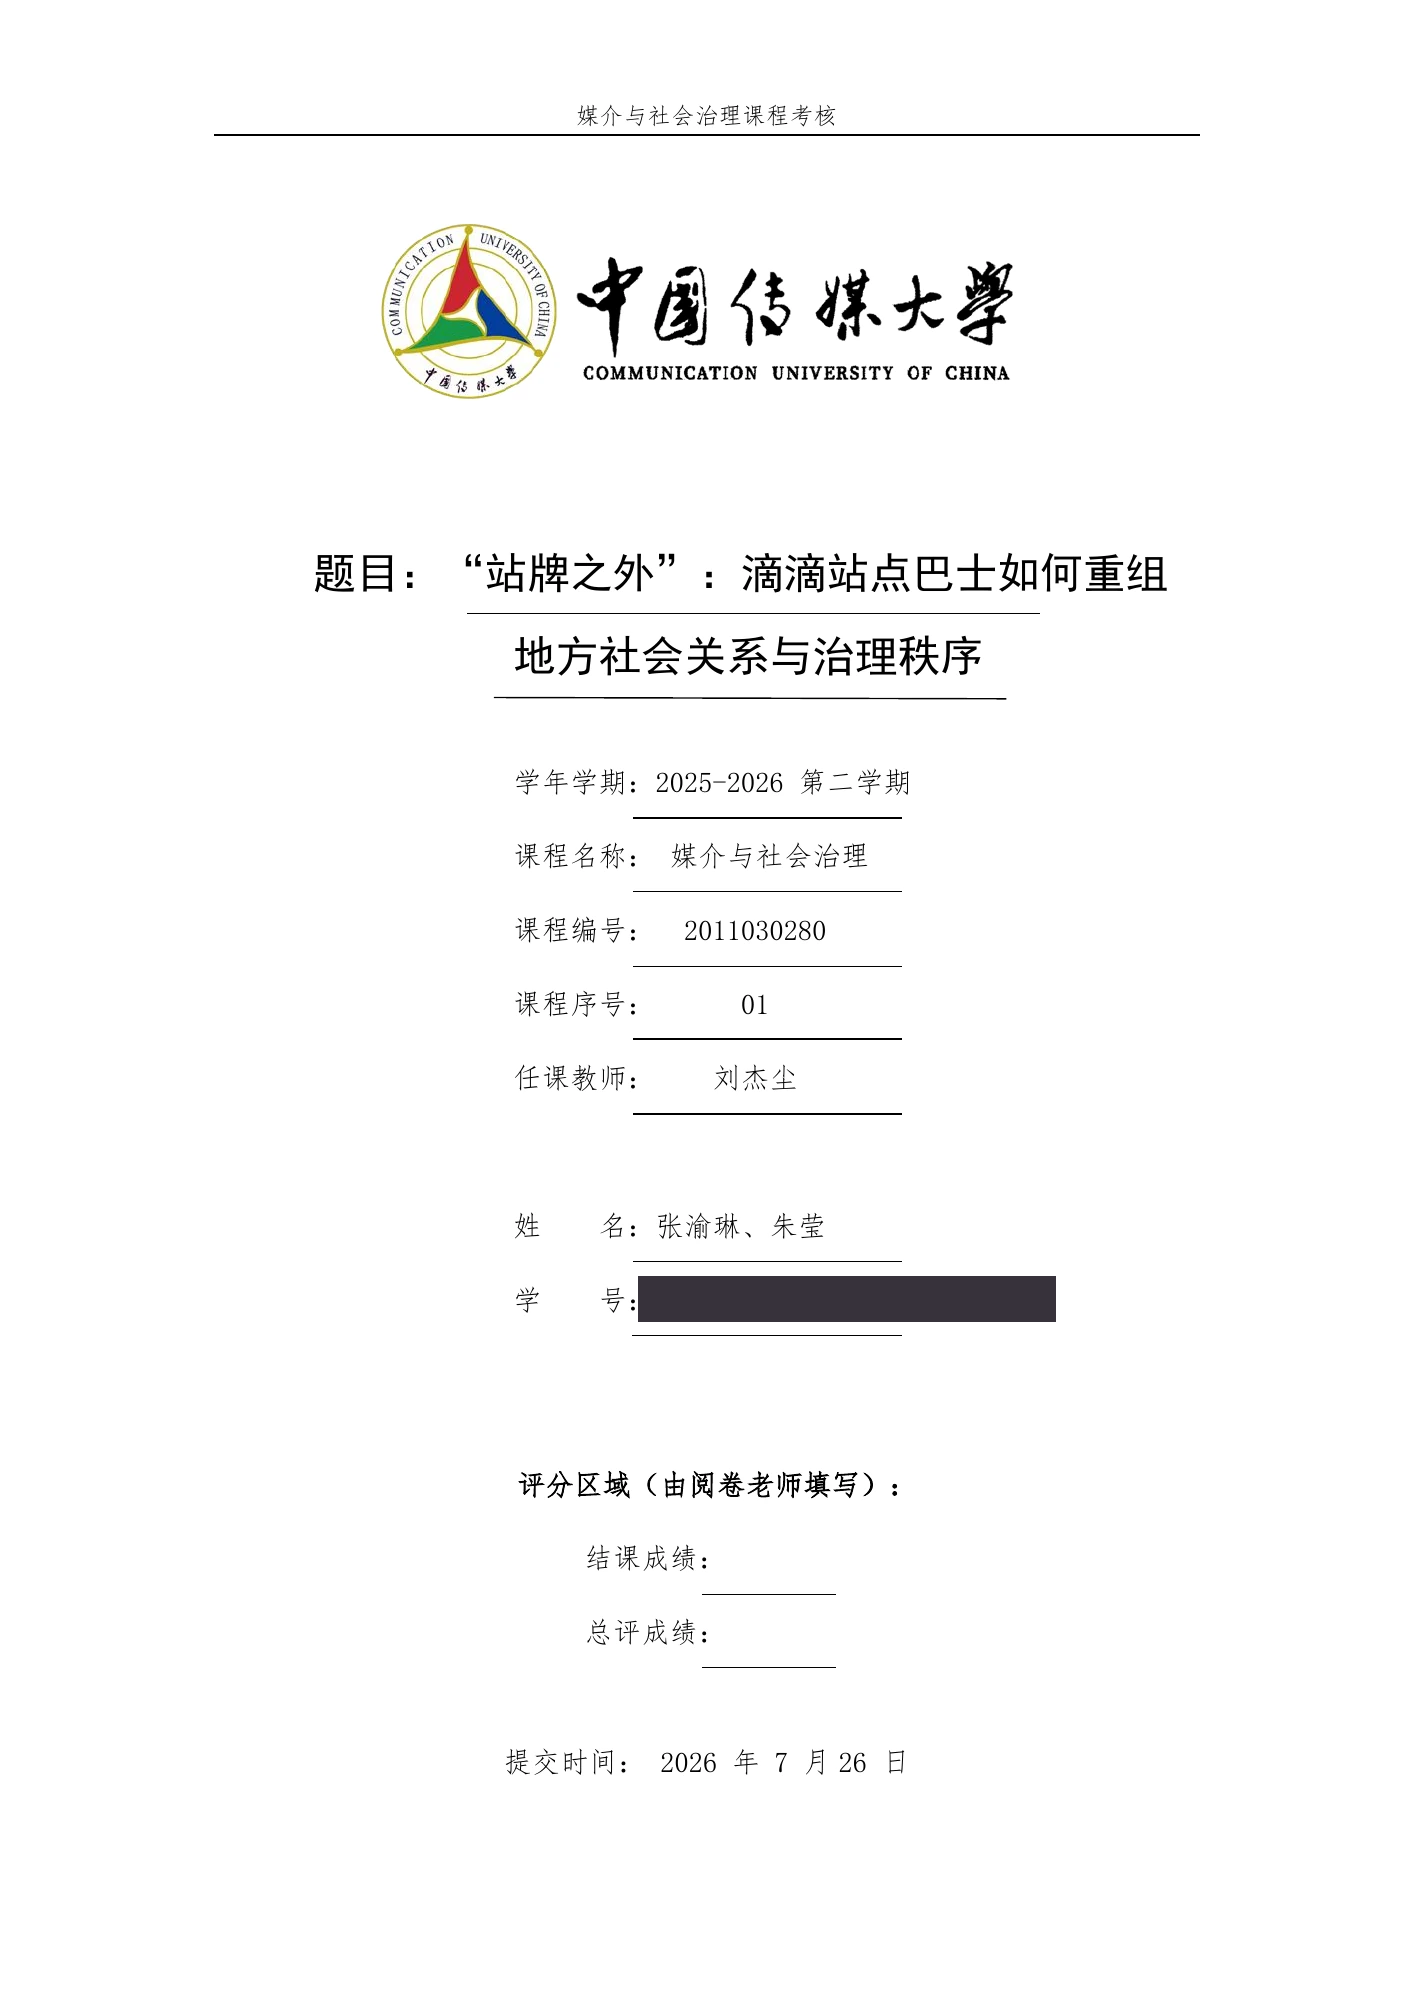 媒介与社会治理课程考核
COMMUNICATION UNIVERSITY OF CHINA
中国传媒大学
中国传媒大学
COMMUNICATION UNIVERSITY OF CHINA
题目：“站牌之外”：滴滴站点巴士如何重组
地方社会关系与治理秩序
学年学期：2025-2026 第二学期
课程名称： 媒介与社会治理
课程编号： 2011030280
课程序号： 01
任课教师： 刘杰尘
姓 名：张渝琳、朱莹
学 号：
评分区域（由阅卷老师填写）：
结课成绩：
总评成绩：
提交时间： 2026 年 7 月 26 日